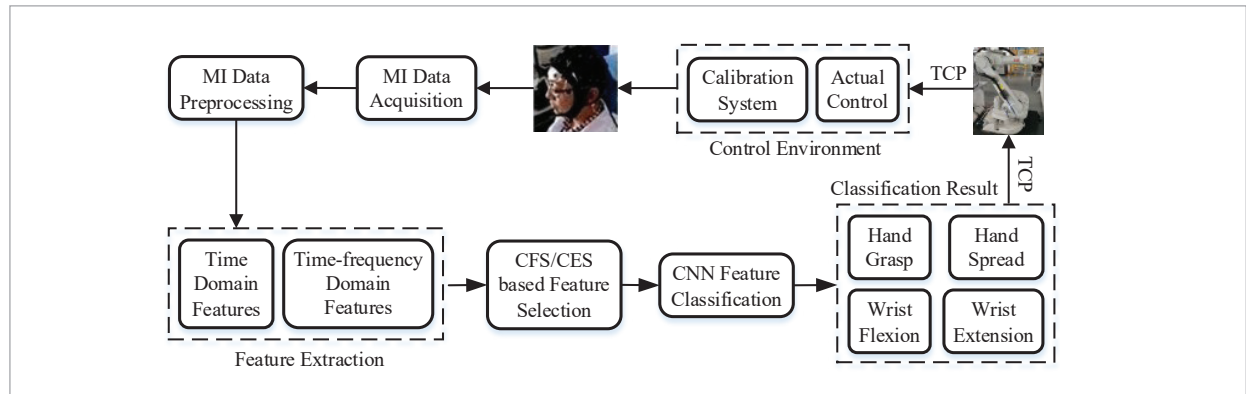 MI Data
Preprocessing
MI Data
Acquisition
Calibration
System
Actual
Control
Control Environment
TCP
TCP
Classification Result
Hand
Grasp
Hand
Spread
Wrist
Flexion
Wrist
Extension
Time
Domain
Features
Time-frequency
Domain
Features
Feature Extraction
CFS/CES
based Feature
Selection
CNN Feature
Classification